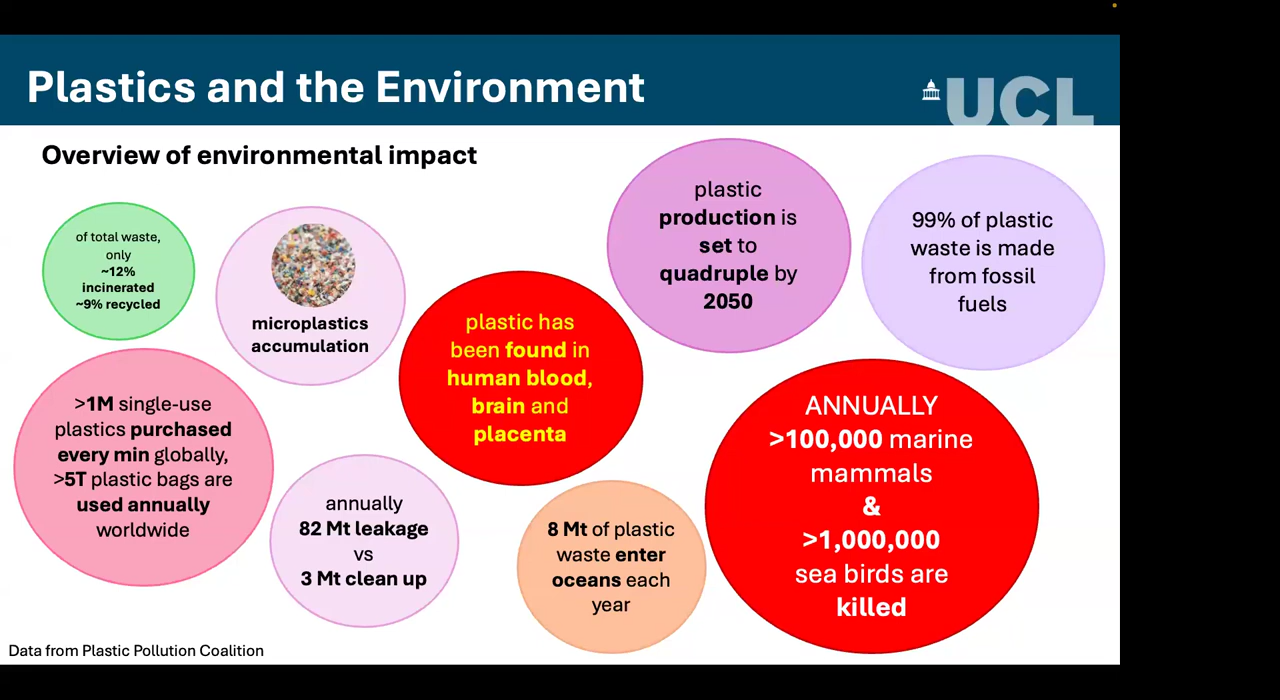 Plastics and the Environment
UCL
Overview of environmental impact
of total waste,
only
~12%
incinerated
~9% recycled
microplastics
accumulation
plastic has
been found in
human blood,
brain and
placenta
plastic
production is
set to
quadruple by
2050
99% of plastic
waste is made
from fossil
fuels
>1M single-use
plastics purchased
every min globally,
>5T plastic bags are
used annually
worldwide
annually
82 Mt leakage
vs
3 Mt clean up
8 Mt of plastic
waste enter
oceans each
year
ANNUALLY
>100,000 marine
mammals
&
>1,000,000
sea birds are
killed
Data from Plastic Pollution Coalition